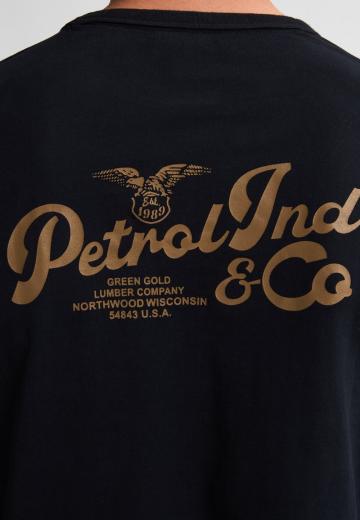 Est.
1989
Petrol Ind
& Co
GREEN GOLD
LUMBER COMPANY
NORTHWOOD WISCONSIN
54843 U.S.A.